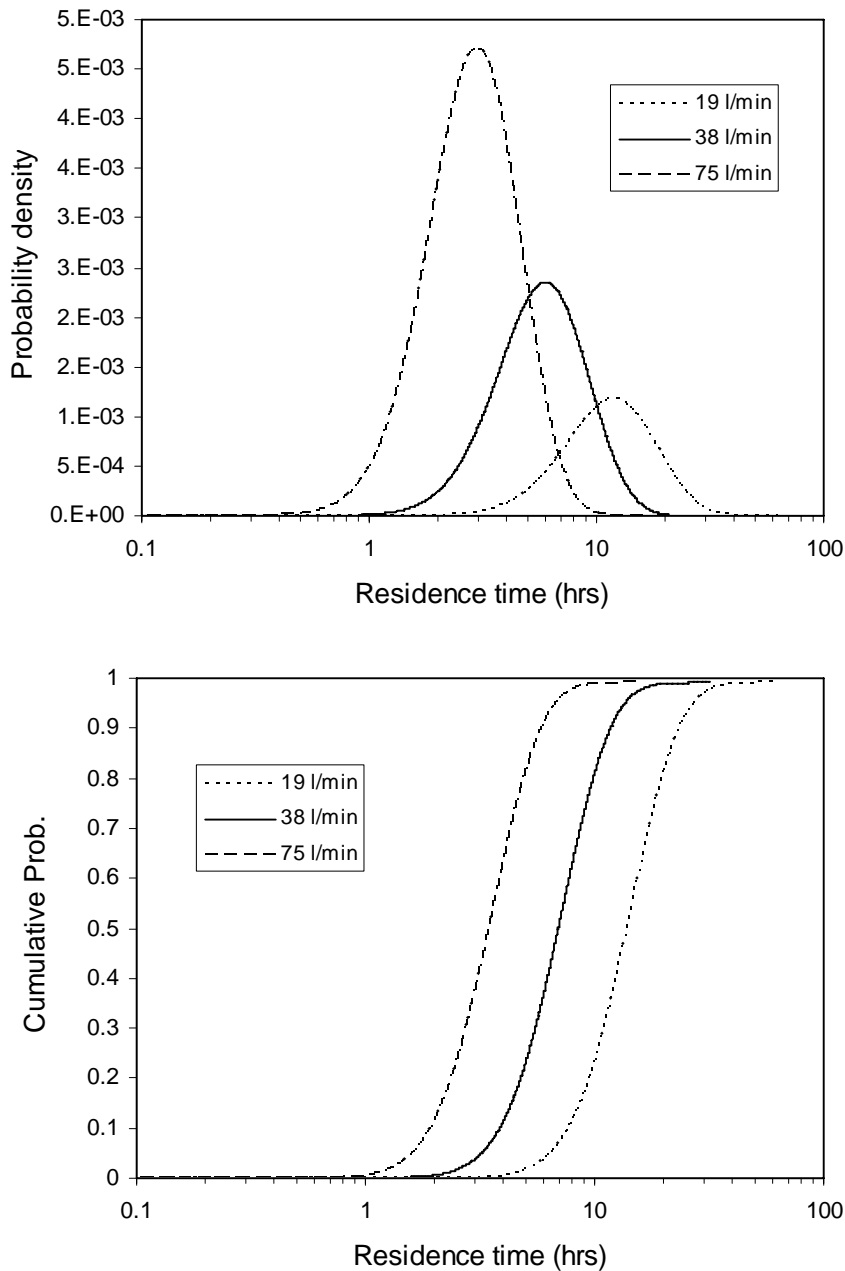 5.E-03
5.E-03
4.E-03
4.E-03
3.E-03
3.E-03
2.E-03
2.E-03
1.E-03
5.E-04
0.E+00
Probability density
19 l/min
38 l/min
75 l/min
0.1 1 10 100
Residence time (hrs)
1
0.9
0.8
0.7
0.6
0.5
0.4
0.3
0.2
0.1
0
Cumulative Prob.
19 l/min
38 l/min
75 l/min
0.1 1 10 100
Residence time (hrs)